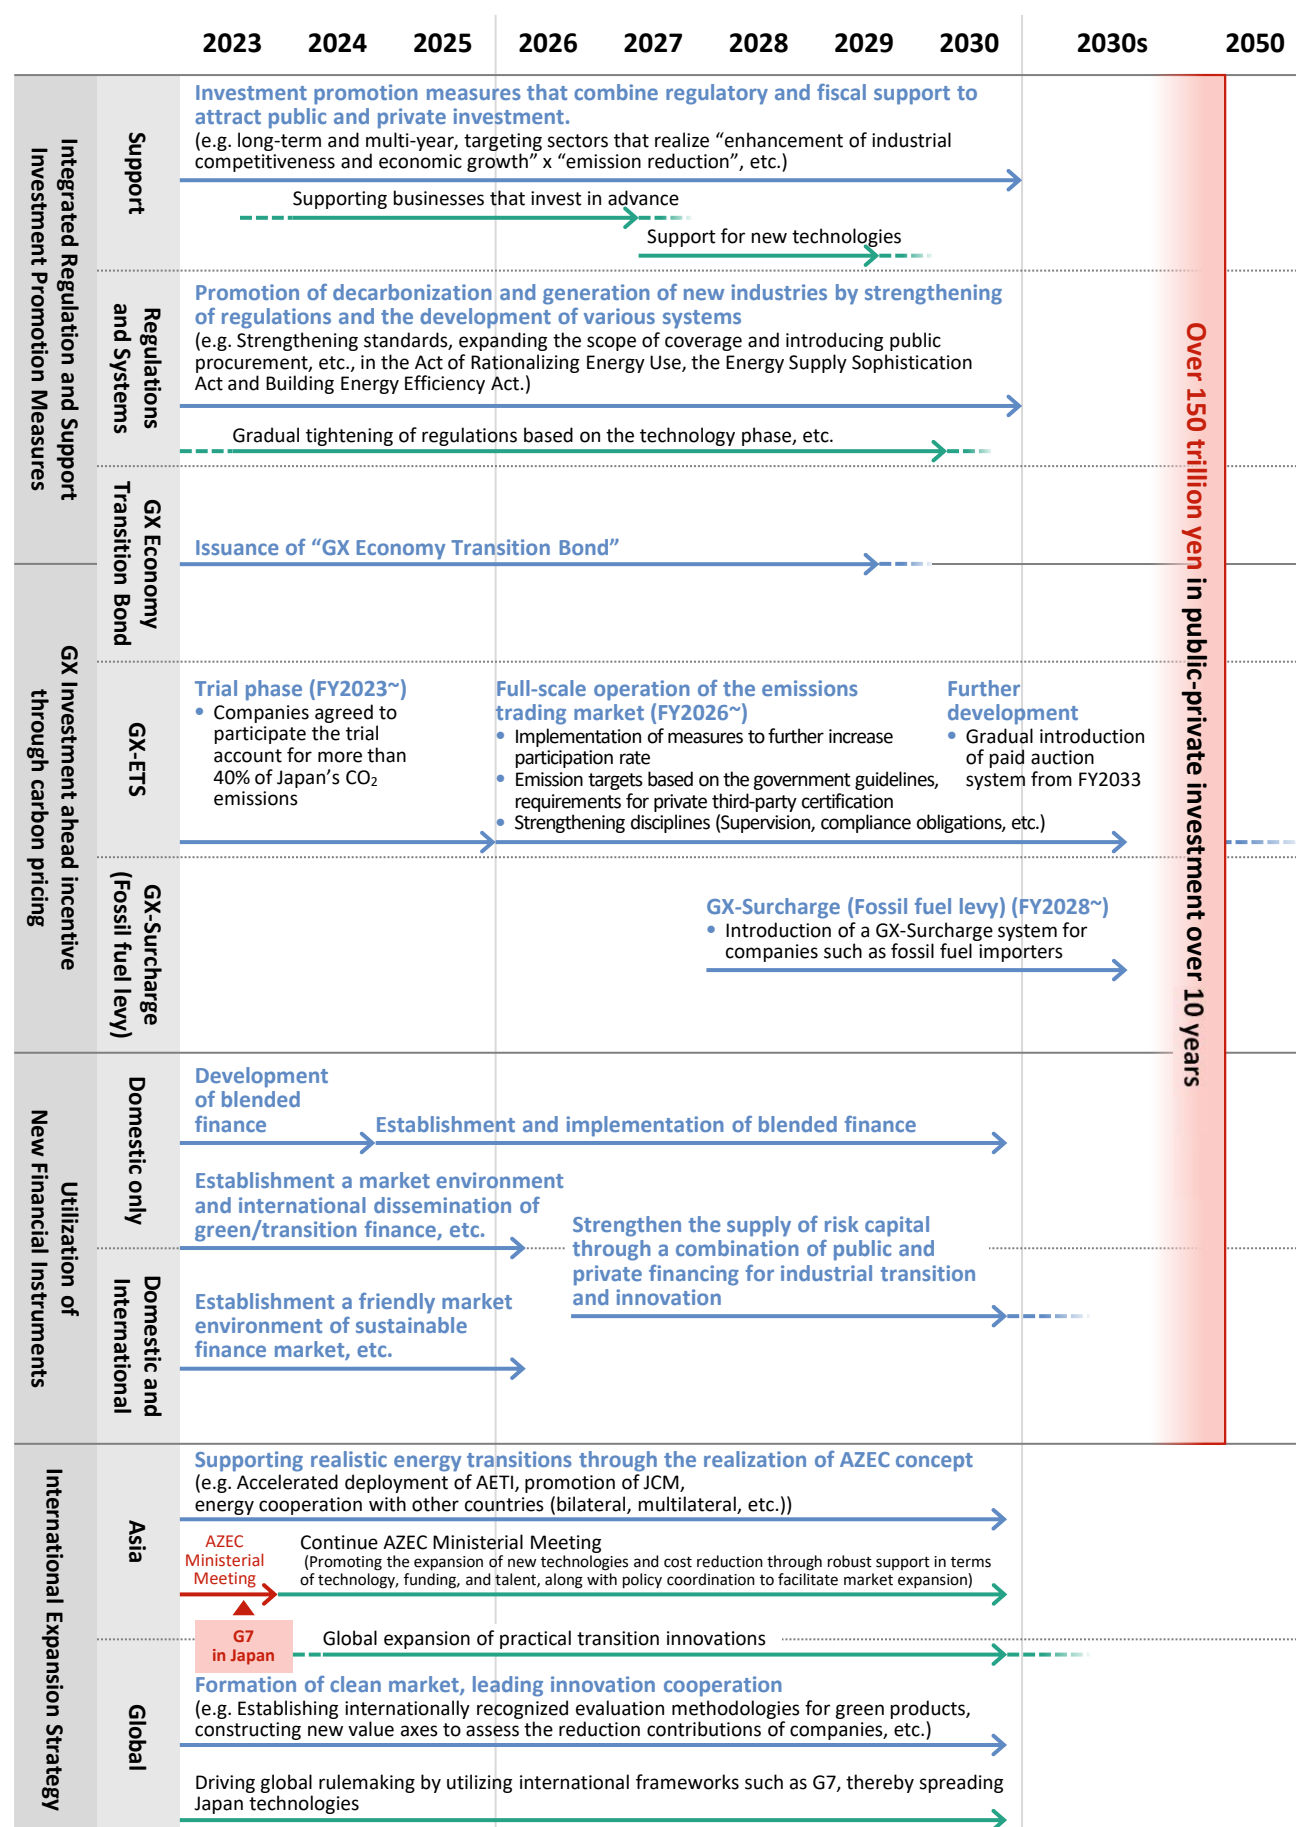 2023 2024 2025 2026 2027 2028 2029 2030 2030s 2050
Integrated Regulation and Support
Investment Promotion Measures
Support
Investment promotion measures that combine regulatory and fiscal support to
attract public and private investment.
(e.g. long-term and multi-year, targeting sectors that realize “enhancement of industrial
competitiveness and economic growth” x “emission reduction”, etc.)
Supporting businesses that invest in advance
Support for new technologies
Regulations
and Systems
Promotion of decarbonization and generation of new industries by strengthening
of regulations and the development of various systems
(e.g. Strengthening standards, expanding the scope of coverage and introducing public
procurement, etc., in the Act of Rationalizing Energy Use, the Energy Supply Sophistication
Act and Building Energy Efficiency Act.)
Gradual tightening of regulations based on the technology phase, etc.
GX Economy
Transition Bond
Issuance of “GX Economy Transition Bond”
GX Investment ahead incentive
through carbon pricing
GX-ETS
Trial phase (FY2023~)
• Companies agreed to
participate the trial
account for more than
40% of Japan’s CO2
emissions
Full-scale operation of the emissions
trading market (FY2026~)
• Implementation of measures to further increase
participation rate
• Emission targets based on the government guidelines,
requirements for private third-party certification
• Strengthening disciplines (Supervision, compliance obligations, etc.)
Further
development
• Gradual introduction
of paid auction
system from FY2033
GX-Surcharge
(Fossil fuel levy)
GX-Surcharge (Fossil fuel levy) (FY2028~)
• Introduction of a GX-Surcharge system for
companies such as fossil fuel importers
Over 150 trillion yen in public-private investment over 10 years
Utilization of
New Financial Instruments
Domestic only
Development
of blended
finance
Establishment and implementation of blended finance
Establishment a market environment
and international dissemination of
green/transition finance, etc.
Strengthen the supply of risk capital
through a combination of public and
private financing for industrial transition
and innovation
Domestic and
International
Establishment a friendly market
environment of sustainable
finance market, etc.
International Expansion Strategy
Asia
Supporting realistic energy transitions through the realization of AZEC concept
(e.g. Accelerated deployment of AETI, promotion of JCM,
energy cooperation with other countries (bilateral, multilateral, etc.))
AZEC
Ministerial
Meeting
Continue AZEC Ministerial Meeting
(Promoting the expansion of new technologies and cost reduction through robust support in terms
of technology, funding, and talent, along with policy coordination to facilitate market expansion)
G7
in Japan
Global expansion of practical transition innovations
Global
Formation of clean market, leading innovation cooperation
(e.g. Establishing internationally recognized evaluation methodologies for green products,
constructing new value axes to assess the reduction contributions of companies, etc.)
Driving global rulemaking by utilizing international frameworks such as G7, thereby spreading
Japan technologies